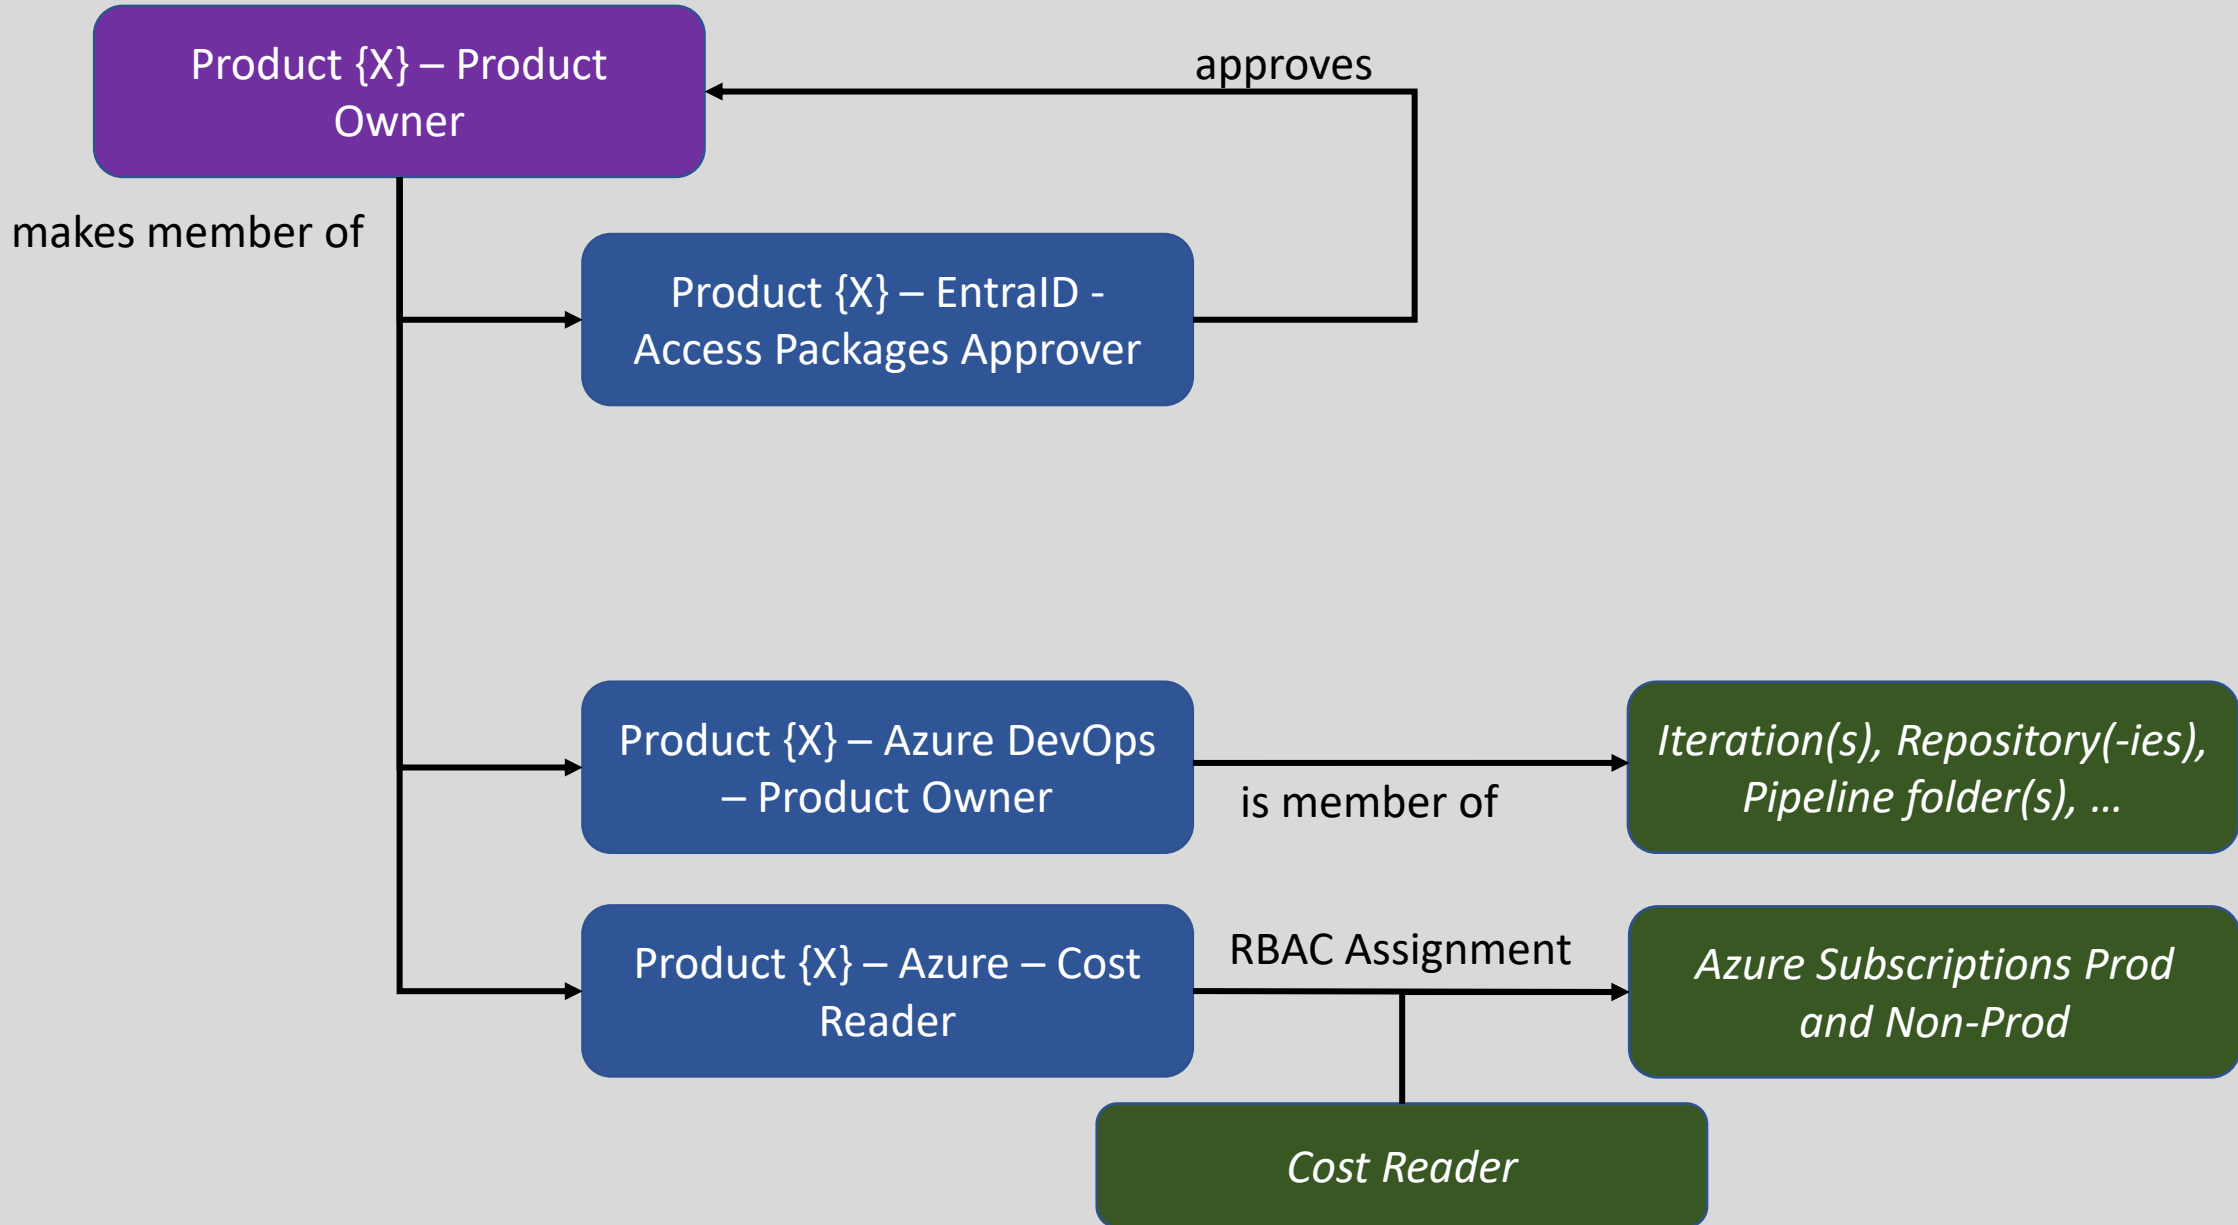 Product {X} – Product
Owner
approves
makes member of
Product {X} – EntraID -
Access Packages Approver
Product {X} – Azure DevOps
– Product Owner
is member of
Iteration(s), Repository(-ies),
Pipeline folder(s), ...
Product {X} – Azure – Cost
Reader
RBAC Assignment
Azure Subscriptions Prod
and Non-Prod
Cost Reader